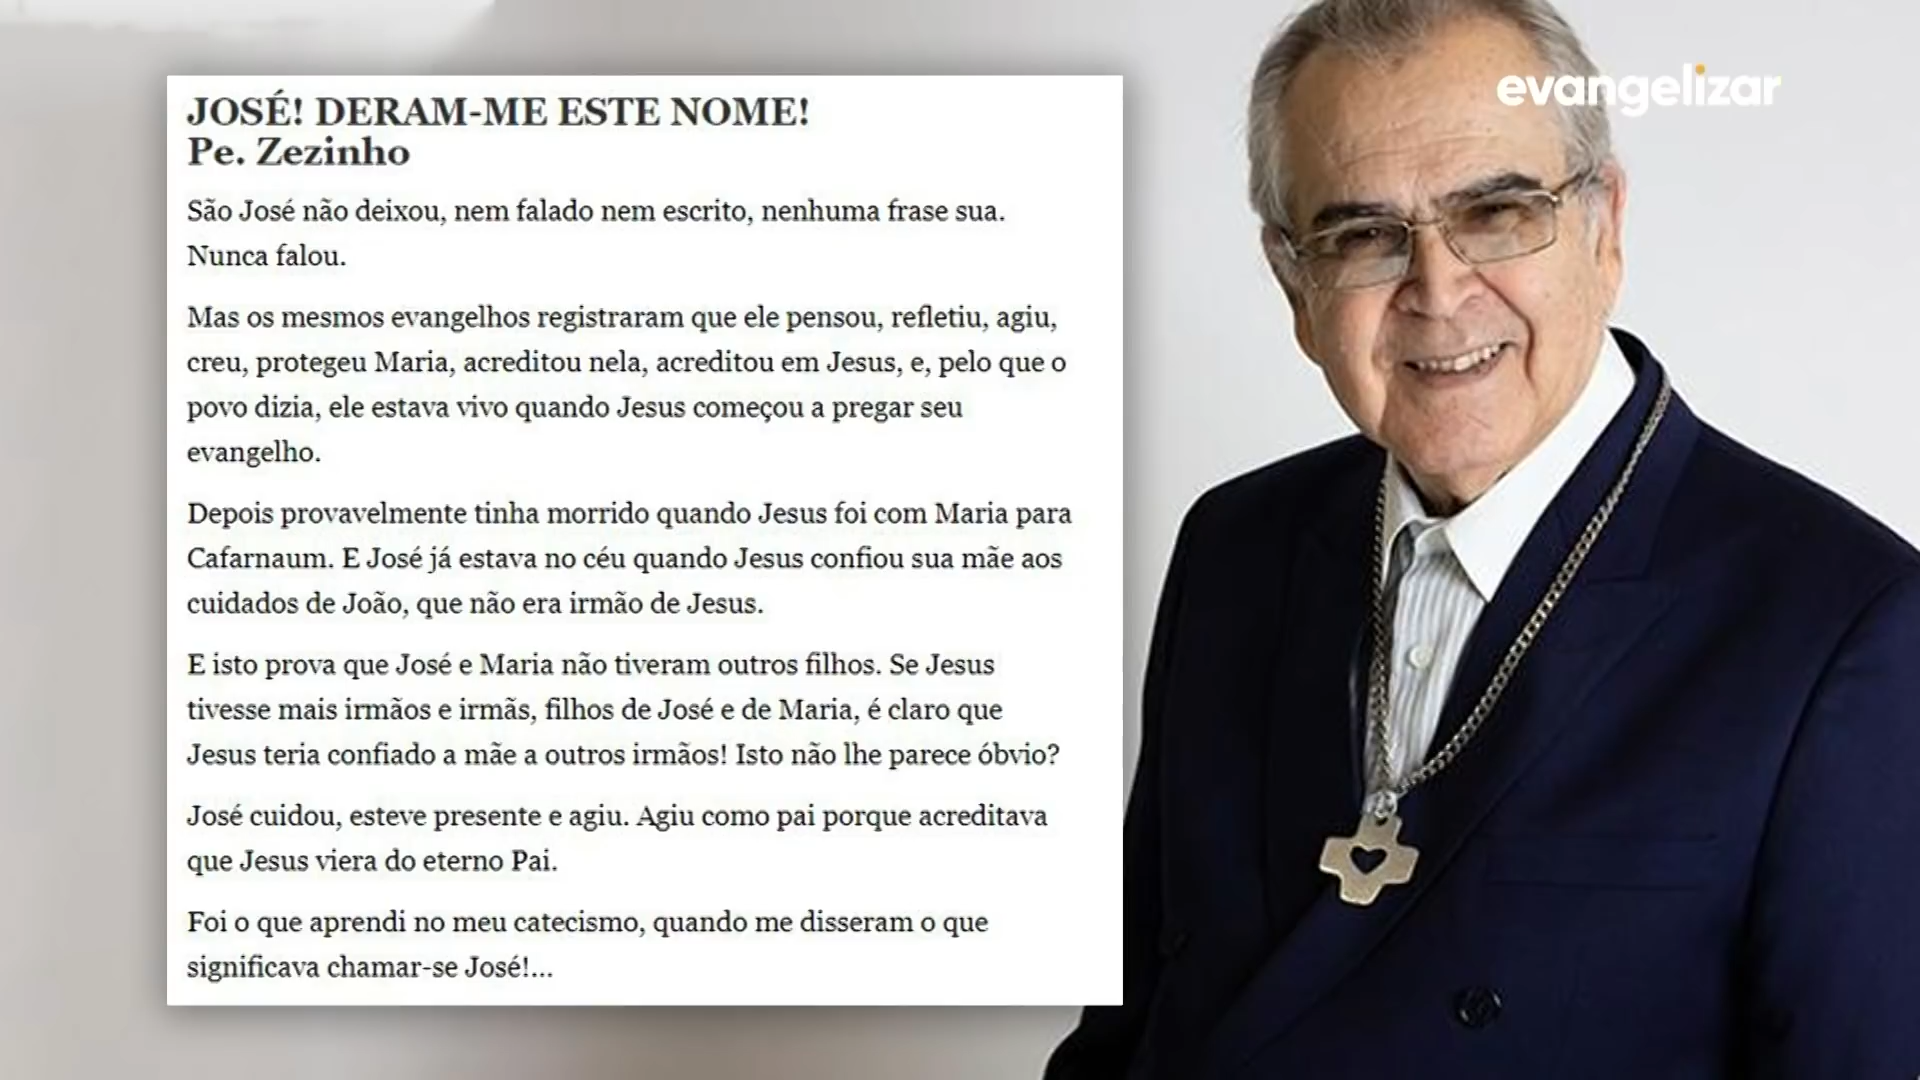 evangelizar
JOSÉ! DERAM-ME ESTE NOME!
Pe. Zezinho
São José não deixou, nem falado nem escrito, nenhuma frase sua.
Nunca falou.
Mas os mesmos evangelhos registraram que ele pensou, refletiu, agiu,
creu, protegeu Maria, acreditou nela, acreditou em Jesus, e, pelo que o
povo dizia, ele estava vivo quando Jesus começou a pregar seu
evangelho.
Depois provavelmente tinha morrido quando Jesus foi com Maria para
Cafarnaum. E José já estava no céu quando Jesus confiou sua mãe aos
cuidados de João, que não era irmão de Jesus.
E isto prova que José e Maria não tiveram outros filhos. Se Jesus
tivesse mais irmãos e irmãs, filhos de José e de Maria, é claro que
Jesus teria confiado a mãe a outros irmãos! Isto não lhe parece óbvio?
José cuidou, esteve presente e agiu. Agiu como pai porque acreditava
que Jesus viera do eterno Pai.
Foi o que aprendi no meu catecismo, quando me disseram o que
significava chamar-se José!...